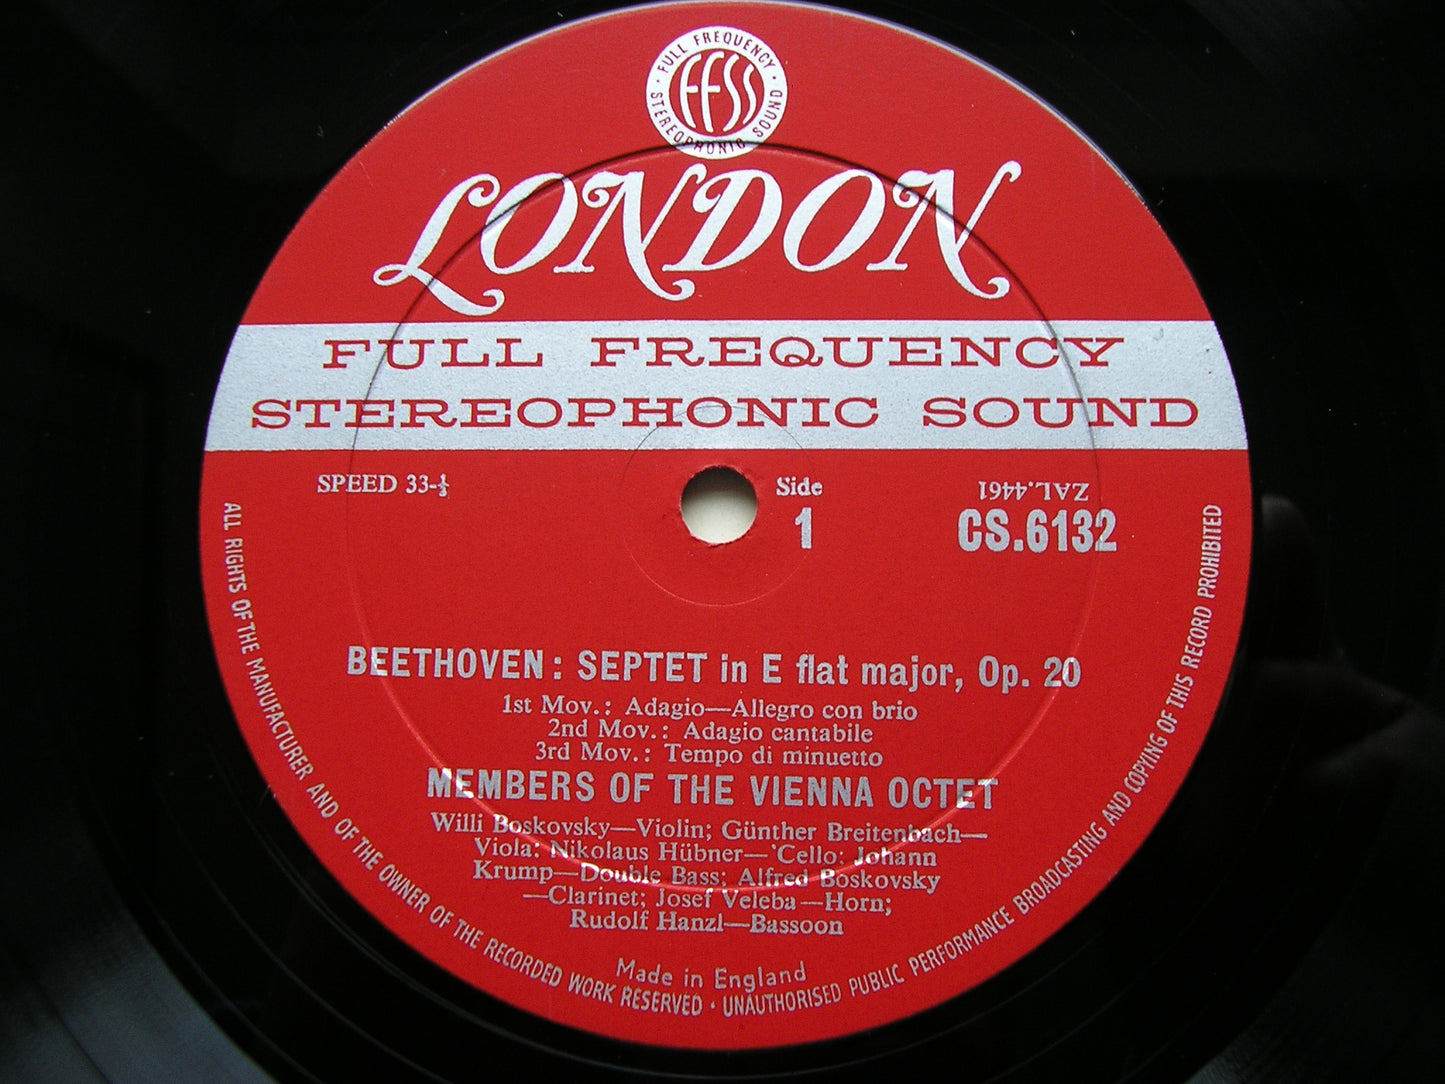 FULL FREQUENCY
STEREOPHONIC SOUND
FFSS
LONDON
FULL FREQUENCY
STEREOPHONIC SOUND
SPEED 33-⅓
Side
1
ZAL.4461
CS.6132
BEETHOVEN: SEPTET in E flat major, Op. 20
1st Mov.: Adagio—Allegro con brio
2nd Mov.: Adagio cantabile
3rd Mov.: Tempo di minuetto
MEMBERS OF THE VIENNA OCTET
Willi Boskovsky—Violin; Günther Breitenbach—
Viola; Nikolaus Hübner—'Cello; Johann
Krump—Double Bass; Alfred Boskovsky
—Clarinet; Josef Veleba—Horn;
Rudolf Hanzl—Bassoon
Made in England
ALL RIGHTS OF THE MANUFACTURER AND OF THE OWNER OF THE RECORDED WORK RESERVED · UNAUTHORISED PUBLIC PERFORMANCE BROADCASTING AND COPYING OF THIS RECORD PROHIBITED